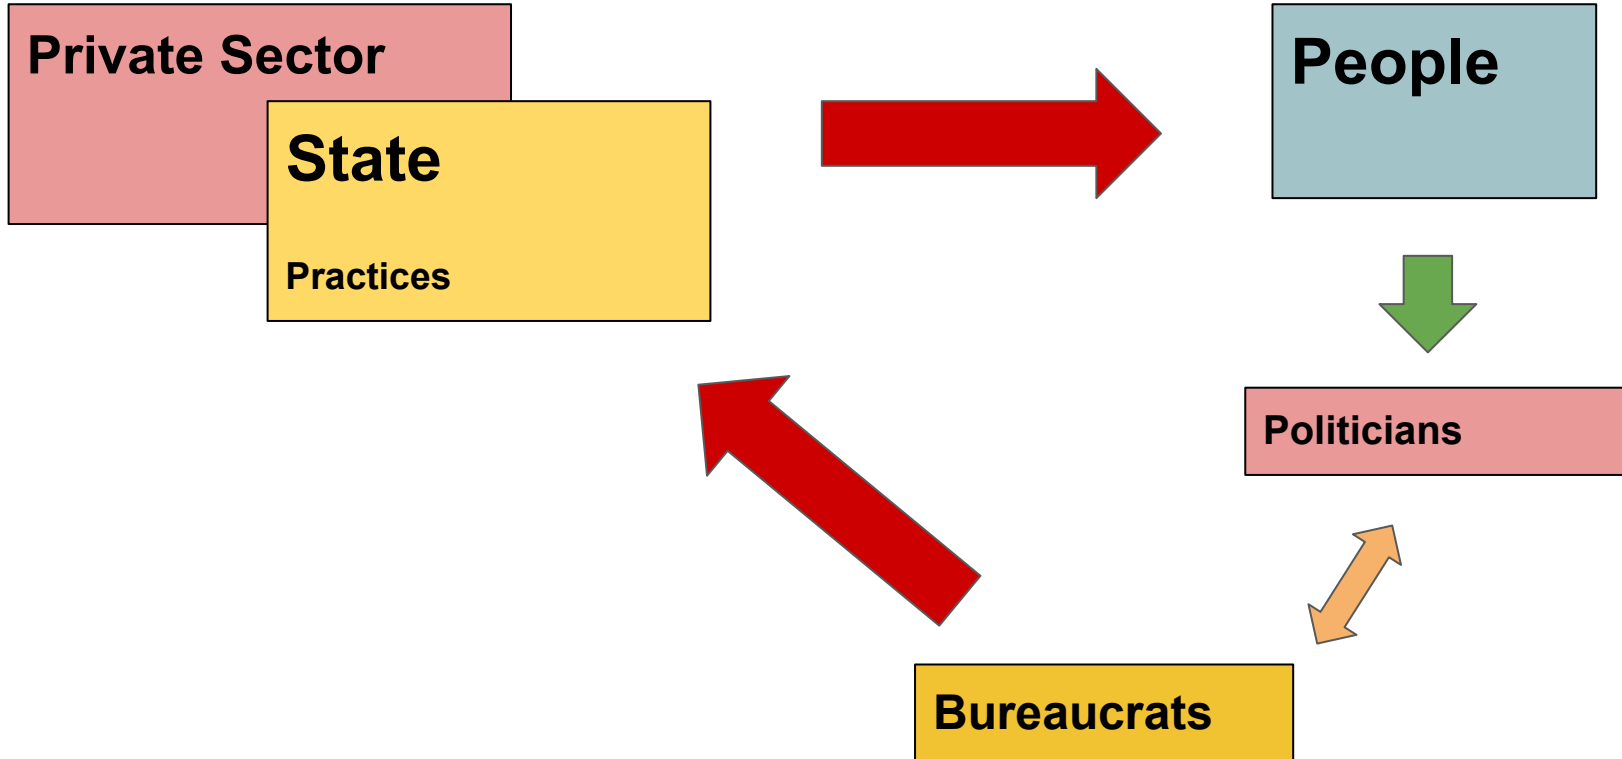 Private Sector
People
State
Practices
Politicians
Bureaucrats